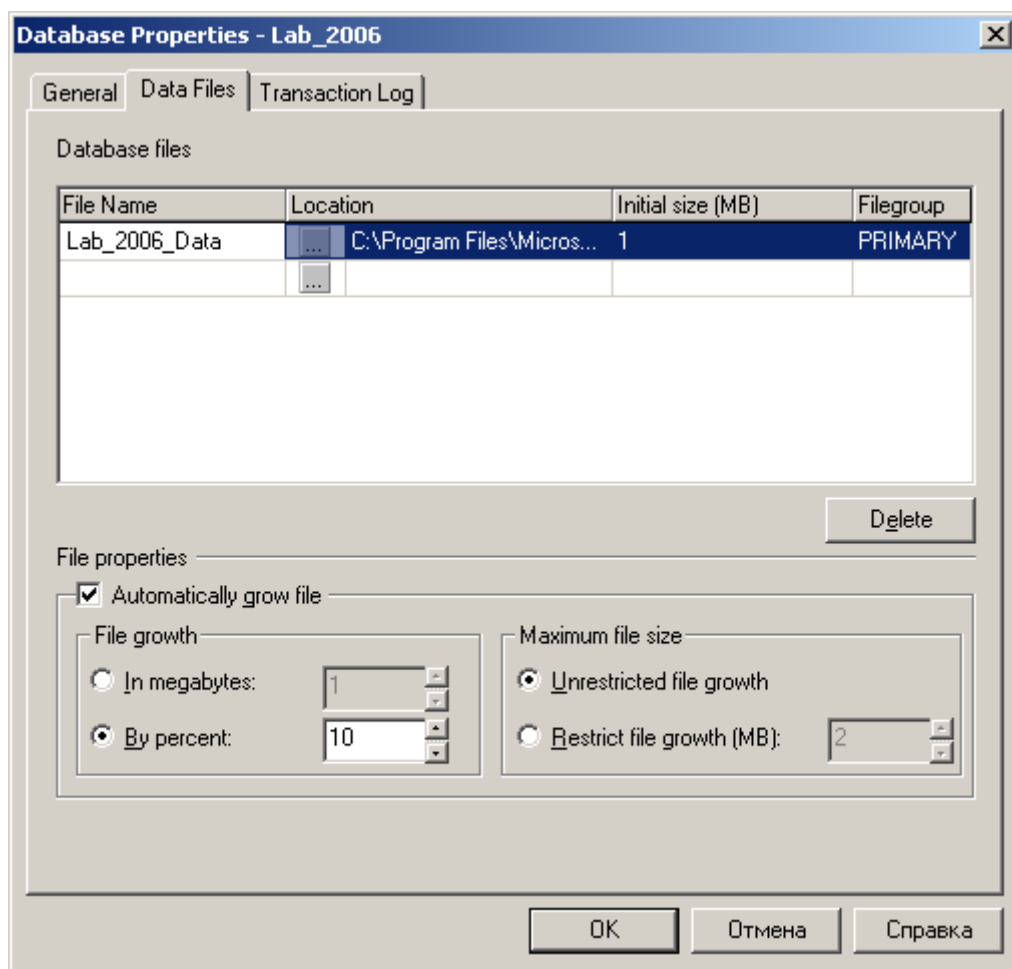 Database Properties - Lab_2006
General Data Files Transaction Log
Database files
File Name Location Initial size (MB) Filegroup
Lab_2006_Data ... C:\Program Files\Micros... 1 PRIMARY
...
Delete
File properties
Automatically grow file
File growth Maximum file size
In megabytes: 1 Unrestricted file growth
By percent: 10 Restrict file growth (MB): 2
OK Отмена Справка